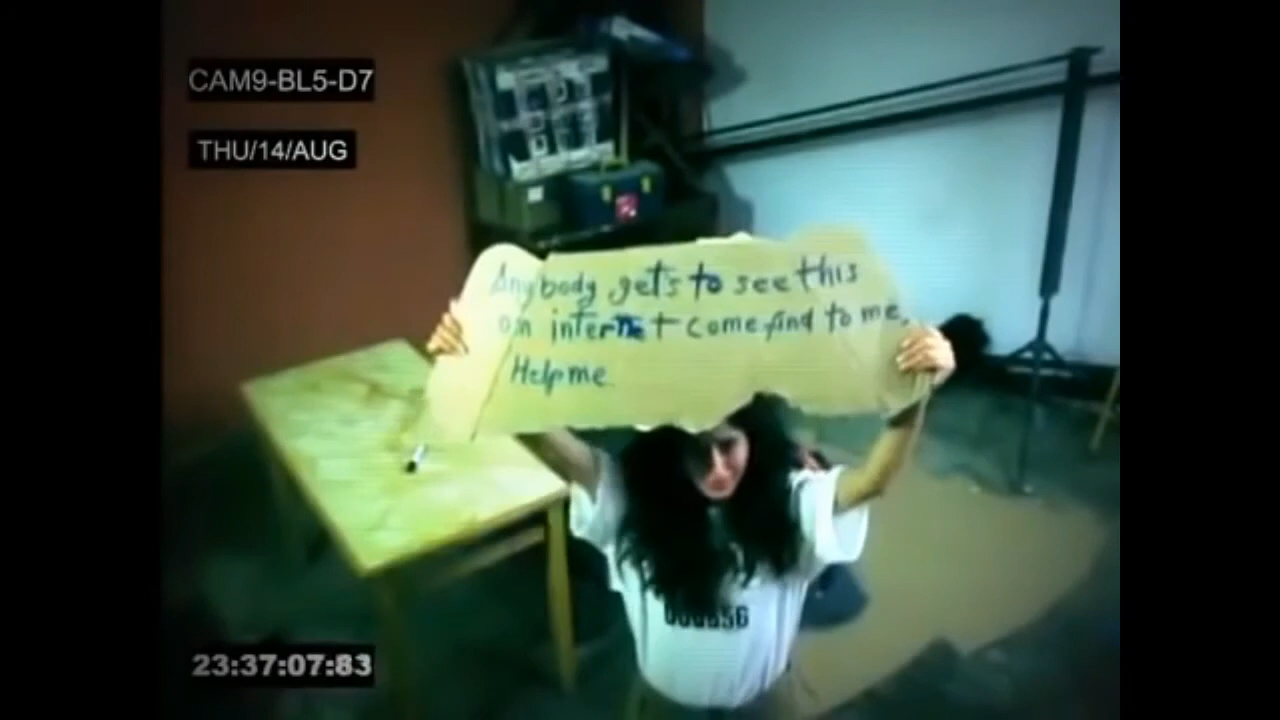 CAM9-BL5-D7
THU/14/AUG
Anybody get's to see this
on internet come find to me,
Help me
23:37:07:83